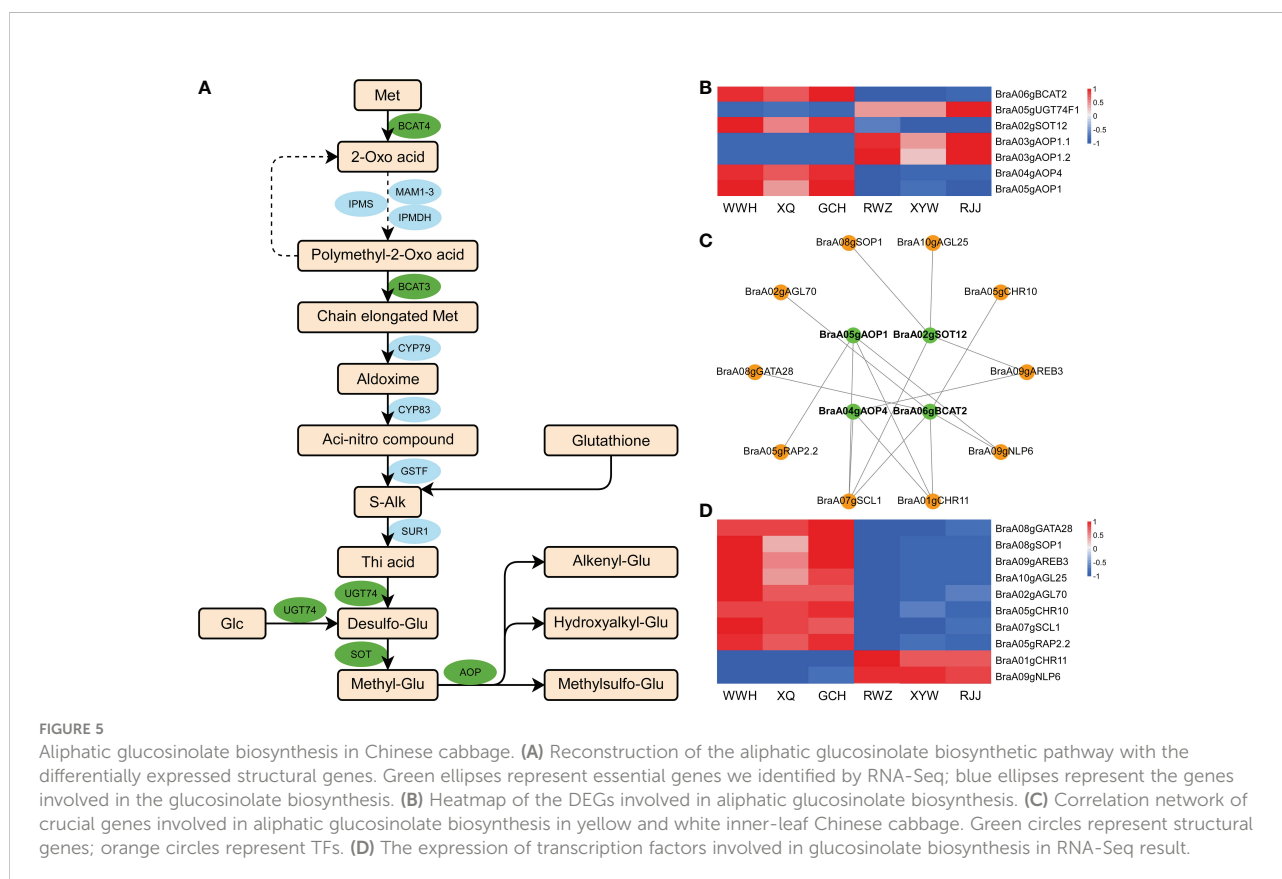 A
Met
BCAT4
2-Oxo acid
IPMS
MAM1-3
IPMDH
Polymethyl-2-Oxo acid
BCAT3
Chain elongated Met
CYP79
Aldoxime
CYP83
Aci-nitro compound
Glutathione
GSTF
S-Alk
SUR1
Thi acid
Alkenyl-Glu
UGT74
Glc
UGT74
Desulfo-Glu
Hydroxyalkyl-Glu
SOT
Methyl-Glu
AOP
Methylsulfo-Glu
B
BraA06gBCAT2
BraA05gUGT74F1
BraA02gSOT12
BraA03gAOP1.1
BraA03gAOP1.2
BraA04gAOP4
BraA05gAOP1
WWH XQ GCH RWZ XYW RJJ
1
0.5
0
-0.5
-1
C
BraA08gSOP1 BraA10gAGL25
BraA02gAGL70 BraA05gCHR10
BraA05gAOP1 BraA02gSOT12
BraA08gGATA28 BraA09gAREB3
BraA04gAOP4 BraA06gBCAT2
BraA05gRAP2.2 BraA09gNLP6
BraA07gSCL1 BraA01gCHR11
D
BraA08gGATA28
BraA08gSOP1
BraA09gAREB3
BraA10gAGL25
BraA02gAGL70
BraA05gCHR10
BraA07gSCL1
BraA05gRAP2.2
BraA01gCHR11
BraA09gNLP6
WWH XQ GCH RWZ XYW RJJ
1
0.5
0
-0.5
-1
FIGURE 5
Aliphatic glucosinolate biosynthesis in Chinese cabbage. (A) Reconstruction of the aliphatic glucosinolate biosynthetic pathway with the
differentially expressed structural genes. Green ellipses represent essential genes we identified by RNA-Seq; blue ellipses represent the genes
involved in the glucosinolate biosynthesis. (B) Heatmap of the DEGs involved in aliphatic glucosinolate biosynthesis. (C) Correlation network of
crucial genes involved in aliphatic glucosinolate biosynthesis in yellow and white inner-leaf Chinese cabbage. Green circles represent structural
genes; orange circles represent TFs. (D) The expression of transcription factors involved in glucosinolate biosynthesis in RNA-Seq result.